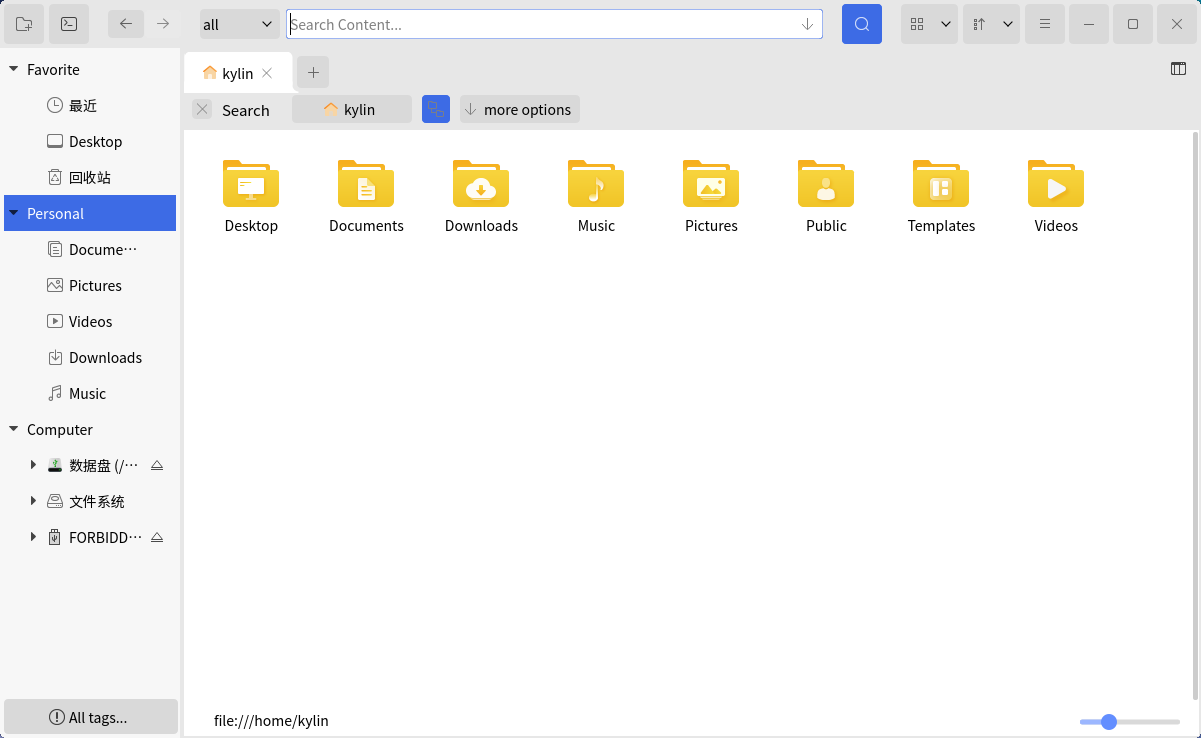 all
Search Content...
Favorite
最近
Desktop
回收站
Personal
Docume···
Pictures
Videos
Downloads
Music
Computer
数据盘 (/···
文件系统
FORBIDD···
All tags...
kylin
Search
kylin
more options
Desktop
Documents
Downloads
Music
Pictures
Public
Templates
Videos
file:///home/kylin